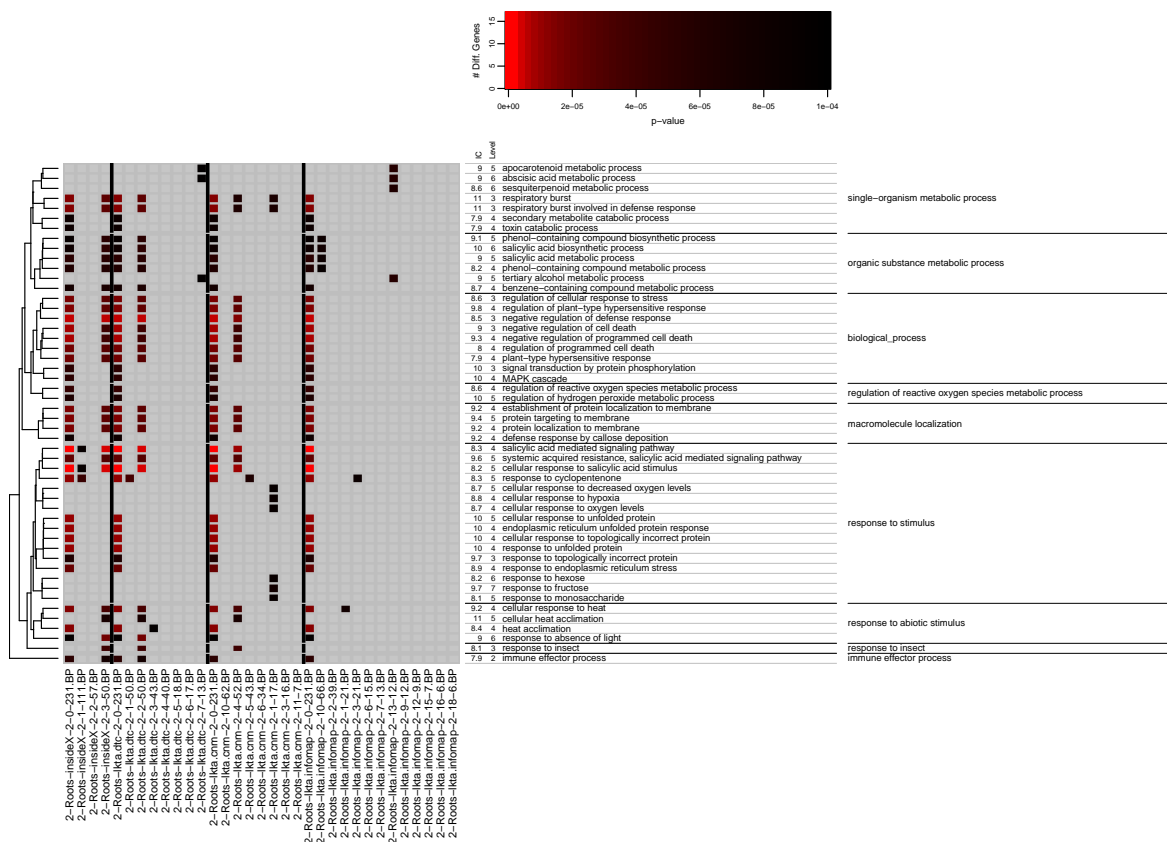 # Diff. Genes
0 5 10 15
0e+00 2e−05 4e−05 6e−05 8e−05 1e−04
p−value
IC Level
9 5 apocarotenoid metabolic process
9 6 abscisic acid metabolic process
8.6 6 sesquiterpenoid metabolic process
11 3 respiratory burst
single−organism metabolic process
11 3 respiratory burst involved in defense response
7.9 4 secondary metabolite catabolic process
7.9 4 toxin catabolic process
9.1 5 phenol−containing compound biosynthetic process
10 6 salicylic acid biosynthetic process
9 5 salicylic acid metabolic process
organic substance metabolic process
8.2 4 phenol−containing compound metabolic process
9 5 tertiary alcohol metabolic process
8.7 4 benzene−containing compound metabolic process
8.6 3 regulation of cellular response to stress
9.8 4 regulation of plant−type hypersensitive response
8.5 3 negative regulation of defense response
9 3 negative regulation of cell death
biological_process
9.3 4 negative regulation of programmed cell death
8 4 regulation of programmed cell death
7.9 4 plant−type hypersensitive response
10 3 signal transduction by protein phosphorylation
10 4 MAPK cascade
8.6 4 regulation of reactive oxygen species metabolic process
regulation of reactive oxygen species metabolic process
10 5 regulation of hydrogen peroxide metabolic process
9.2 4 establishment of protein localization to membrane
9.4 5 protein targeting to membrane
macromolecule localization
9.2 4 protein localization to membrane
9.2 4 defense response by callose deposition
8.3 4 salicylic acid mediated signaling pathway
9.6 5 systemic acquired resistance, salicylic acid mediated signaling pathway
8.2 5 cellular response to salicylic acid stimulus
8.3 5 response to cyclopentenone
8.7 5 cellular response to decreased oxygen levels
8.8 4 cellular response to hypoxia
8.7 4 cellular response to oxygen levels
10 5 cellular response to unfolded protein
response to stimulus
10 4 endoplasmic reticulum unfolded protein response
10 4 cellular response to topologically incorrect protein
10 4 response to unfolded protein
9.7 3 response to topologically incorrect protein
8.9 4 response to endoplasmic reticulum stress
8.2 6 response to hexose
9.7 7 response to fructose
8.1 5 response to monosaccharide
9.2 4 cellular response to heat
11 5 cellular heat acclimation
response to abiotic stimulus
8.4 4 heat acclimation
9 6 response to absence of light
8.1 3 response to insect
response to insect
7.9 2 immune effector process
immune effector process
2−Roots−insideX−2−0−231.BP
2−Roots−insideX−2−1−111.BP
2−Roots−insideX−2−2−57.BP
2−Roots−insideX−2−3−50.BP
2−Roots−lkta.dtc−2−0−231.BP
2−Roots−lkta.dtc−2−1−50.BP
2−Roots−lkta.dtc−2−2−50.BP
2−Roots−lkta.dtc−2−3−43.BP
2−Roots−lkta.dtc−2−4−40.BP
2−Roots−lkta.dtc−2−5−18.BP
2−Roots−lkta.dtc−2−6−17.BP
2−Roots−lkta.dtc−2−7−13.BP
2−Roots−lkta.cnm−2−0−231.BP
2−Roots−lkta.cnm−2−10−62.BP
2−Roots−lkta.cnm−2−4−52.BP
2−Roots−lkta.cnm−2−5−43.BP
2−Roots−lkta.cnm−2−6−34.BP
2−Roots−lkta.cnm−2−1−17.BP
2−Roots−lkta.cnm−2−3−16.BP
2−Roots−lkta.cnm−2−11−7.BP
2−Roots−lkta.infomap−2−0−231.BP
2−Roots−lkta.infomap−2−10−66.BP
2−Roots−lkta.infomap−2−2−39.BP
2−Roots−lkta.infomap−2−1−21.BP
2−Roots−lkta.infomap−2−3−21.BP
2−Roots−lkta.infomap−2−6−15.BP
2−Roots−lkta.infomap−2−7−13.BP
2−Roots−lkta.infomap−2−13−12.BP
2−Roots−lkta.infomap−2−9−12.BP
2−Roots−lkta.infomap−2−12−9.BP
2−Roots−lkta.infomap−2−15−7.BP
2−Roots−lkta.infomap−2−16−6.BP
2−Roots−lkta.infomap−2−18−6.BP